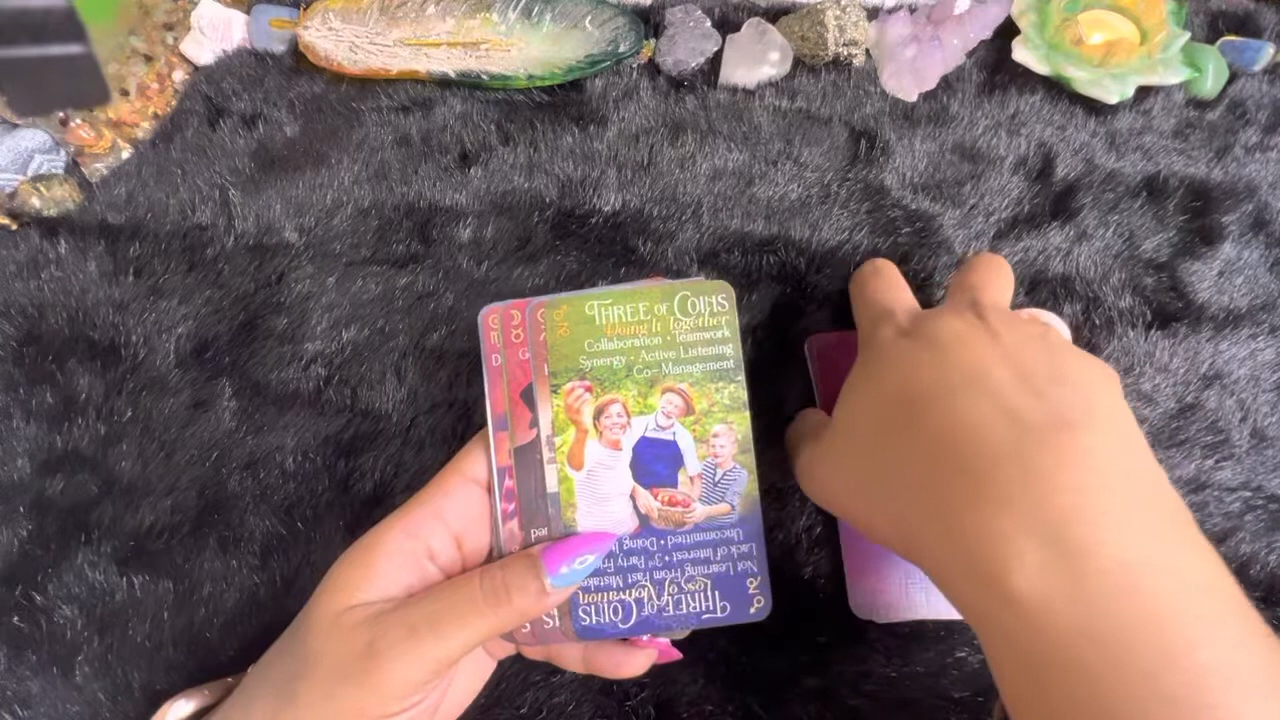 THREE OF COINS
Doing It Together
Collaboration • Teamwork
Synergy • Active Listening
Co-Management
Uncommitted • Doing It
Lack of Interest • 3rd Party
Not Learning From Past
Loss of Motivation
THREE OF COINS